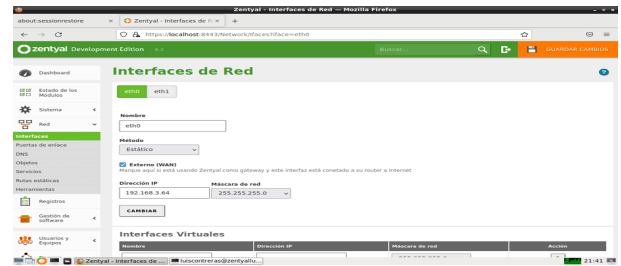 Zentyal - Interfaces de Red — Mozilla Firefox
about:sessionrestore
Zentyal - Interfaces de R
https://localhost:8443/Network/Ifaces?iface=eth0
zentyal Development Edition
Buscar...
GUARDAR CAMBIOS
Dashboard
Estado de los Módulos
Sistema
Red
Interfaces
Puertas de enlace
DNS
Objetos
Servicios
Rutas estáticas
Herramientas
Registros
Gestión de software
Usuarios y Equipos
Interfaces de Red
eth0 eth1
Nombre
eth0
Método
Estático
Externo (WAN)
Marque aquí si está usando Zentyal como gateway y este interfaz está conetado a su router a Internet
Dirección IP Máscara de red
192.168.3.64 255.255.255.0
CAMBIAR
Interfaces Virtuales
Nombre Dirección IP Máscara de red Acción
Zentyal - Interfaces de ...
luiscontreras@zentyallu...
21:41